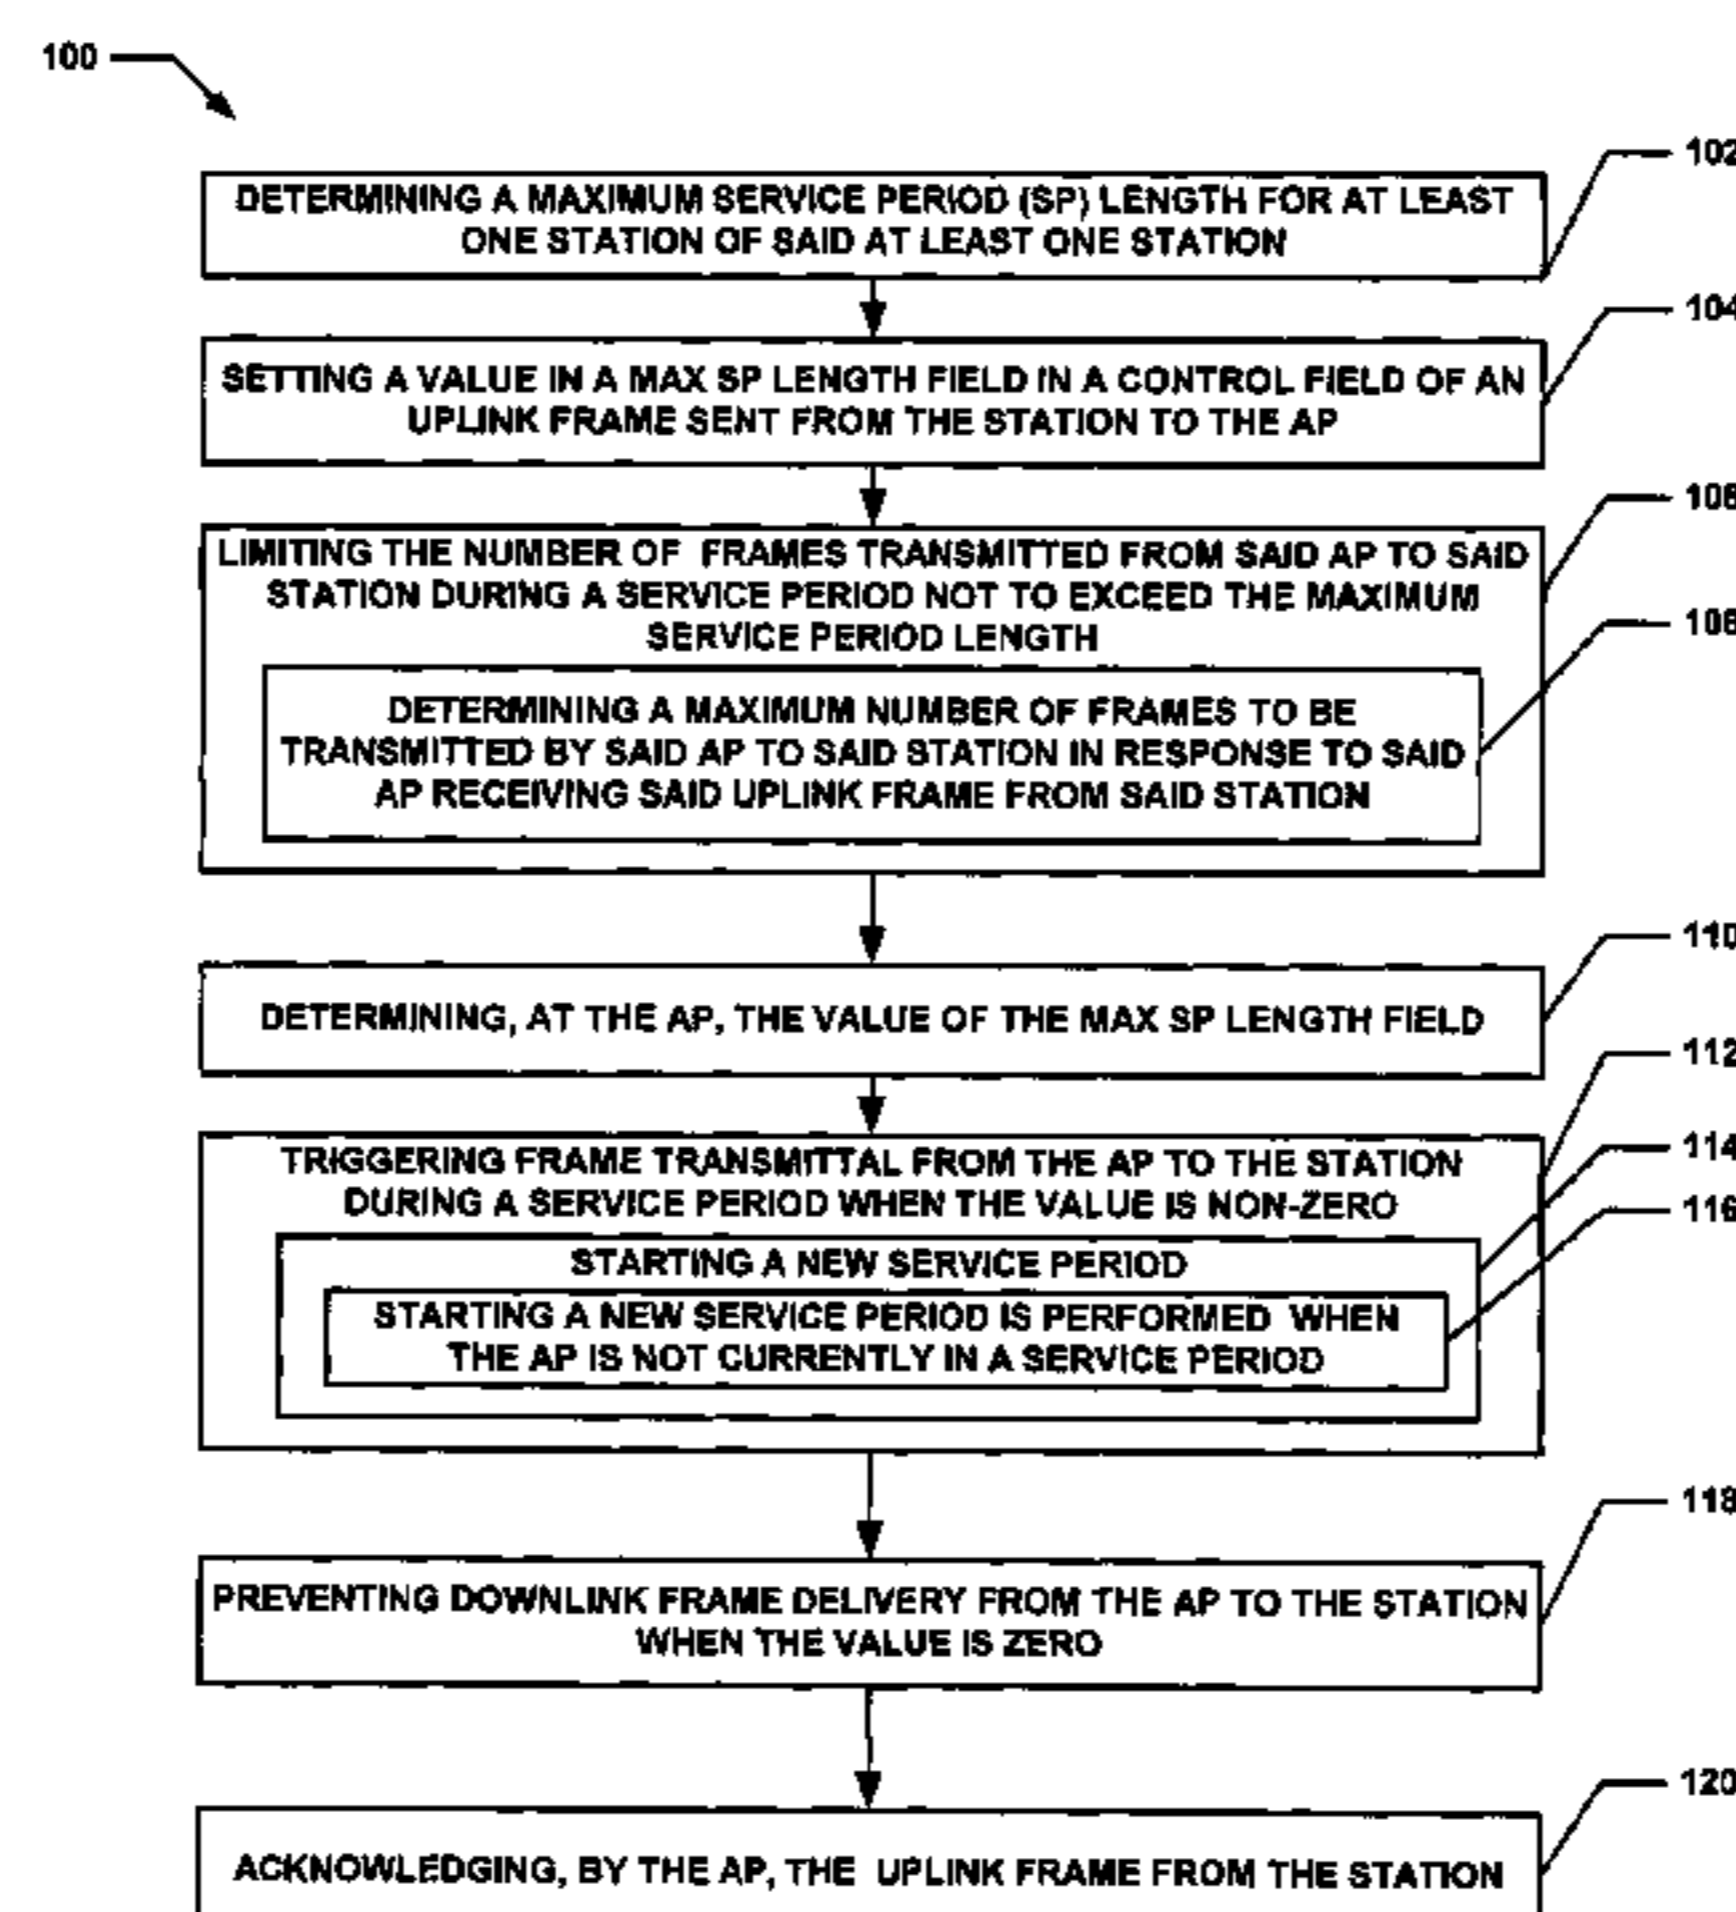 100
102
DETERMINING A MAXIMUM SERVICE PERIOD (SP) LENGTH FOR AT LEAST
ONE STATION OF SAID AT LEAST ONE STATION
104
SETTING A VALUE IN A MAX SP LENGTH FIELD IN A CONTROL FIELD OF AN
UPLINK FRAME SENT FROM THE STATION TO THE AP
106
LIMITING THE NUMBER OF FRAMES TRANSMITTED FROM SAID AP TO SAID
STATION DURING A SERVICE PERIOD NOT TO EXCEED THE MAXIMUM
SERVICE PERIOD LENGTH
108
DETERMINING A MAXIMUM NUMBER OF FRAMES TO BE
TRANSMITTED BY SAID AP TO SAID STATION IN RESPONSE TO SAID
AP RECEIVING SAID UPLINK FRAME FROM SAID STATION
110
DETERMINING, AT THE AP, THE VALUE OF THE MAX SP LENGTH FIELD
112
TRIGGERING FRAME TRANSMITTAL FROM THE AP TO THE STATION
DURING A SERVICE PERIOD WHEN THE VALUE IS NON-ZERO
114
STARTING A NEW SERVICE PERIOD
116
STARTING A NEW SERVICE PERIOD IS PERFORMED WHEN
THE AP IS NOT CURRENTLY IN A SERVICE PERIOD
118
PREVENTING DOWNLINK FRAME DELIVERY FROM THE AP TO THE STATION
WHEN THE VALUE IS ZERO
120
ACKNOWLEDGING, BY THE AP, THE UPLINK FRAME FROM THE STATION